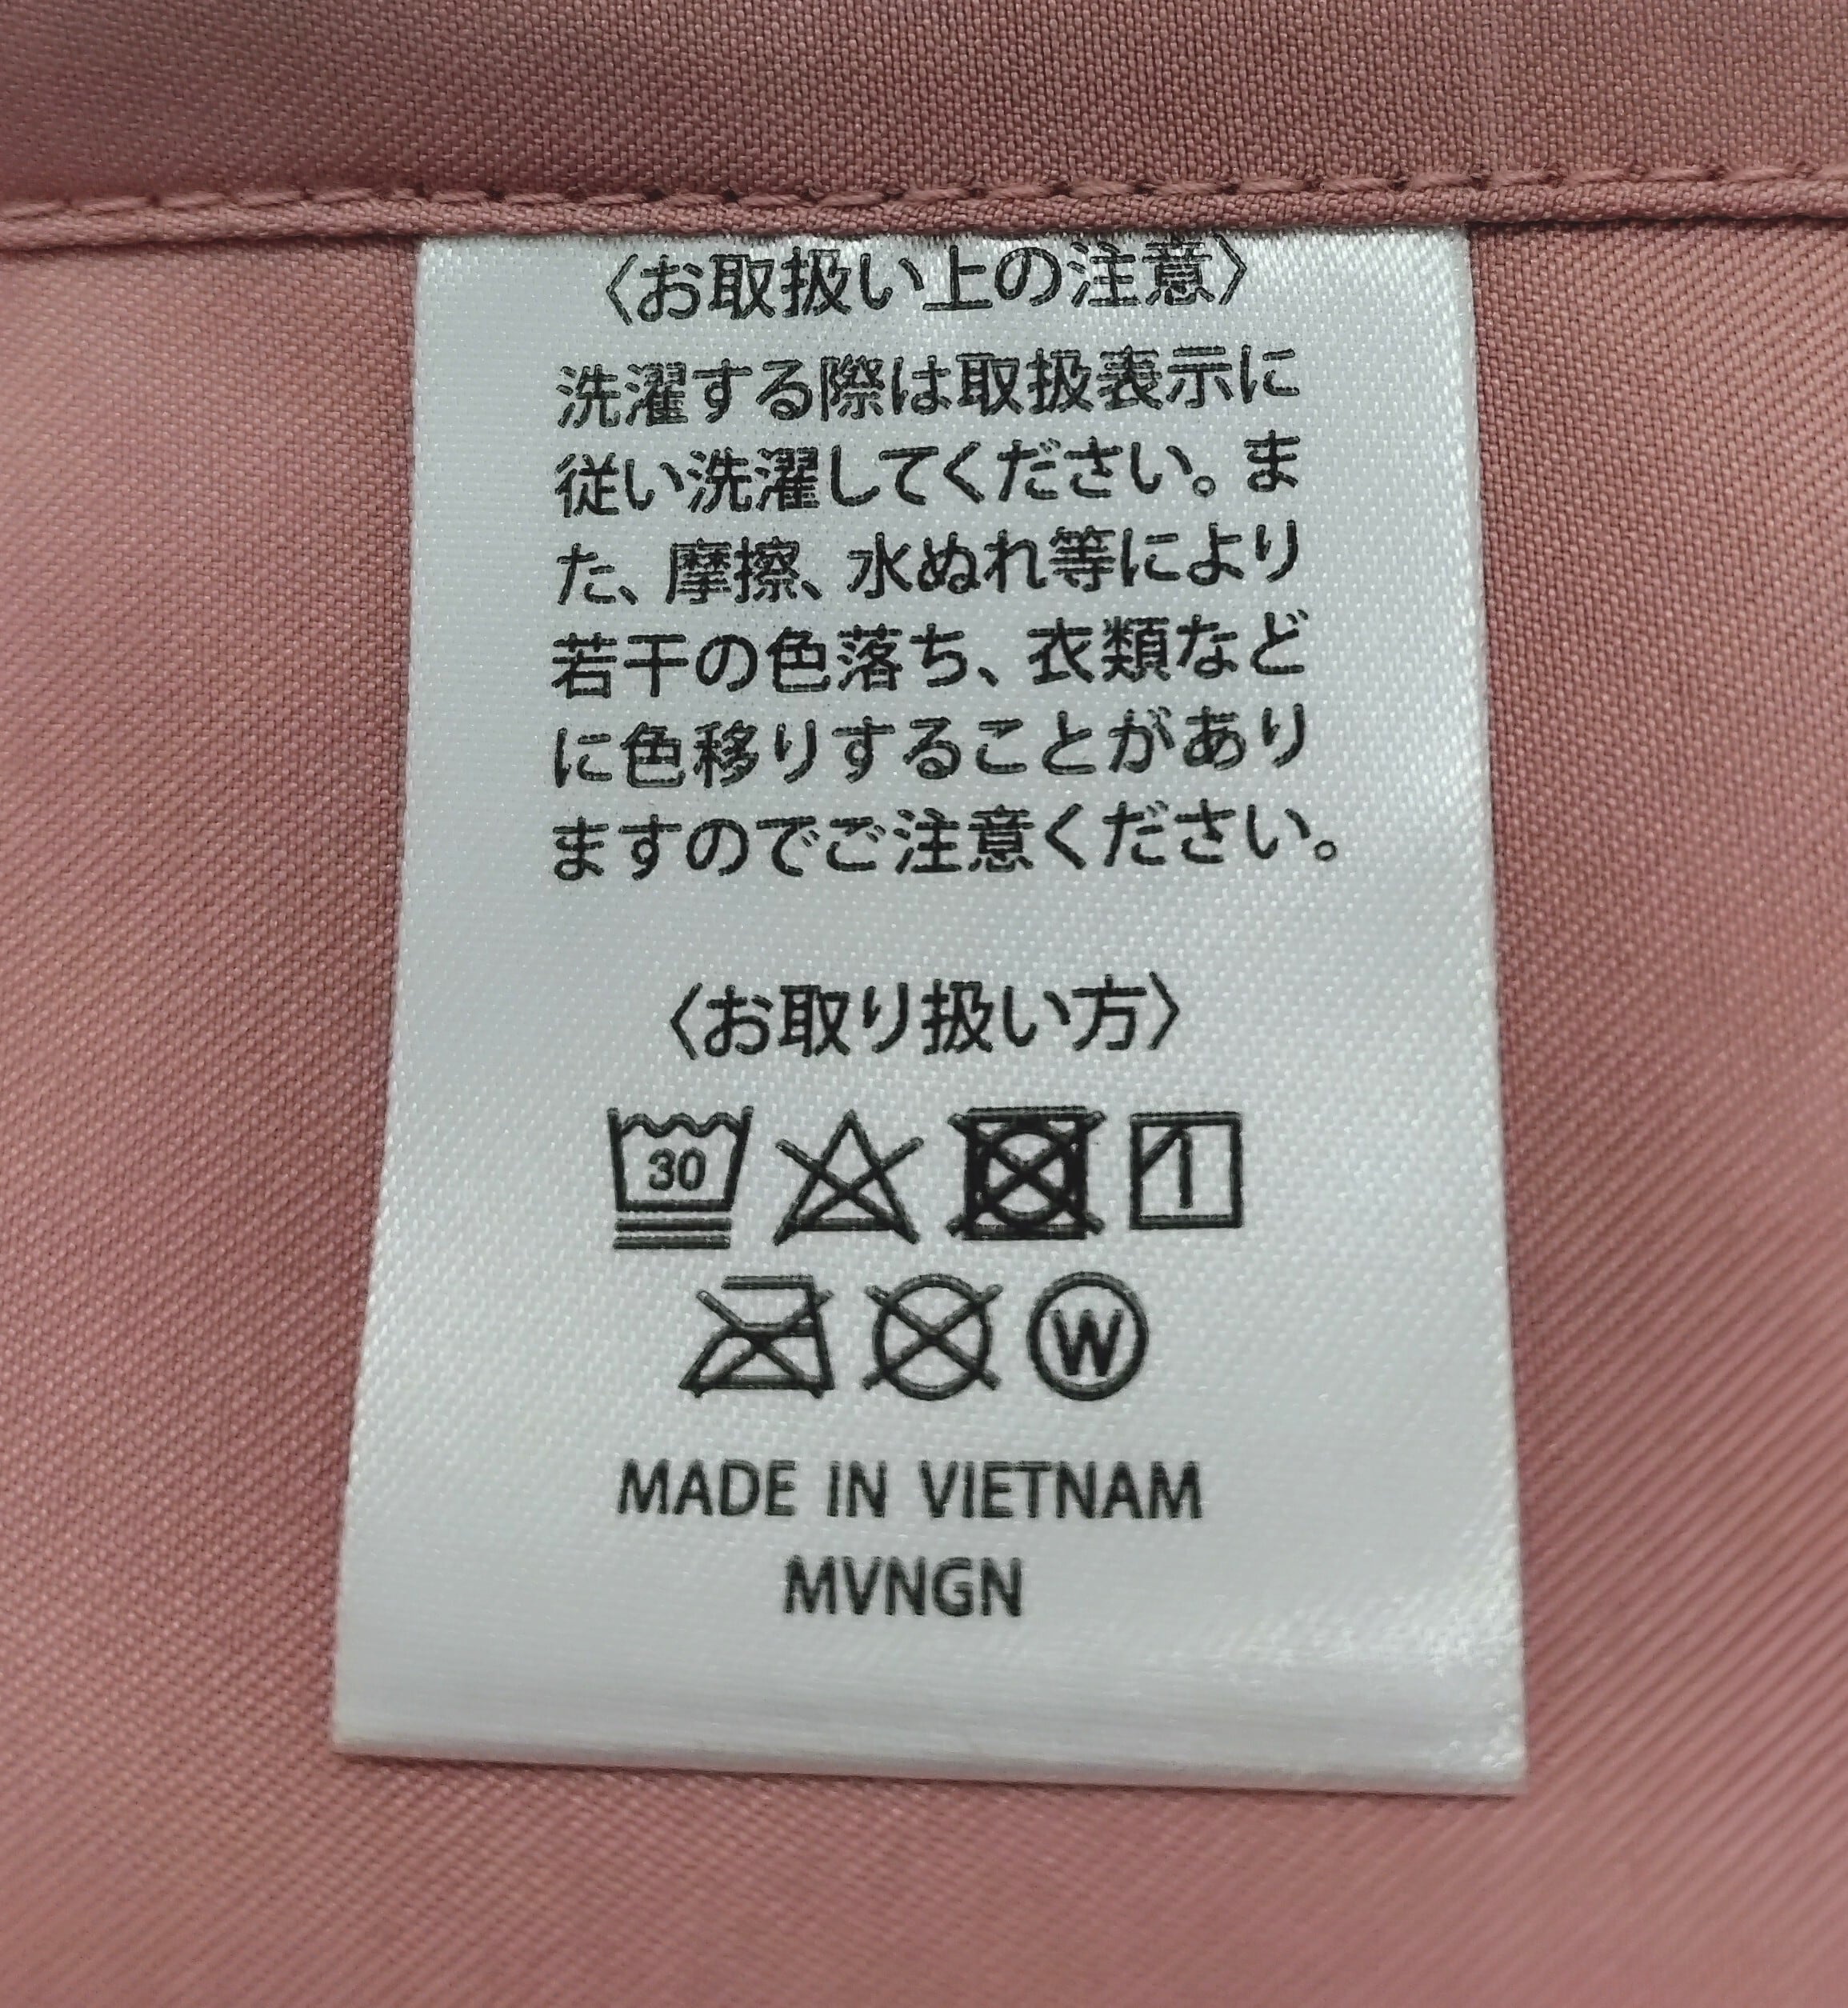 〈お取扱い上の注意〉
洗濯する際は取扱表示に
従い洗濯してください。ま
た、摩擦、水ぬれ等により
若干の色落ち、衣類など
に色移りすることがあり
ますのでご注意ください。
〈お取り扱い方〉
30
W
MADE IN VIETNAM
MVNGN